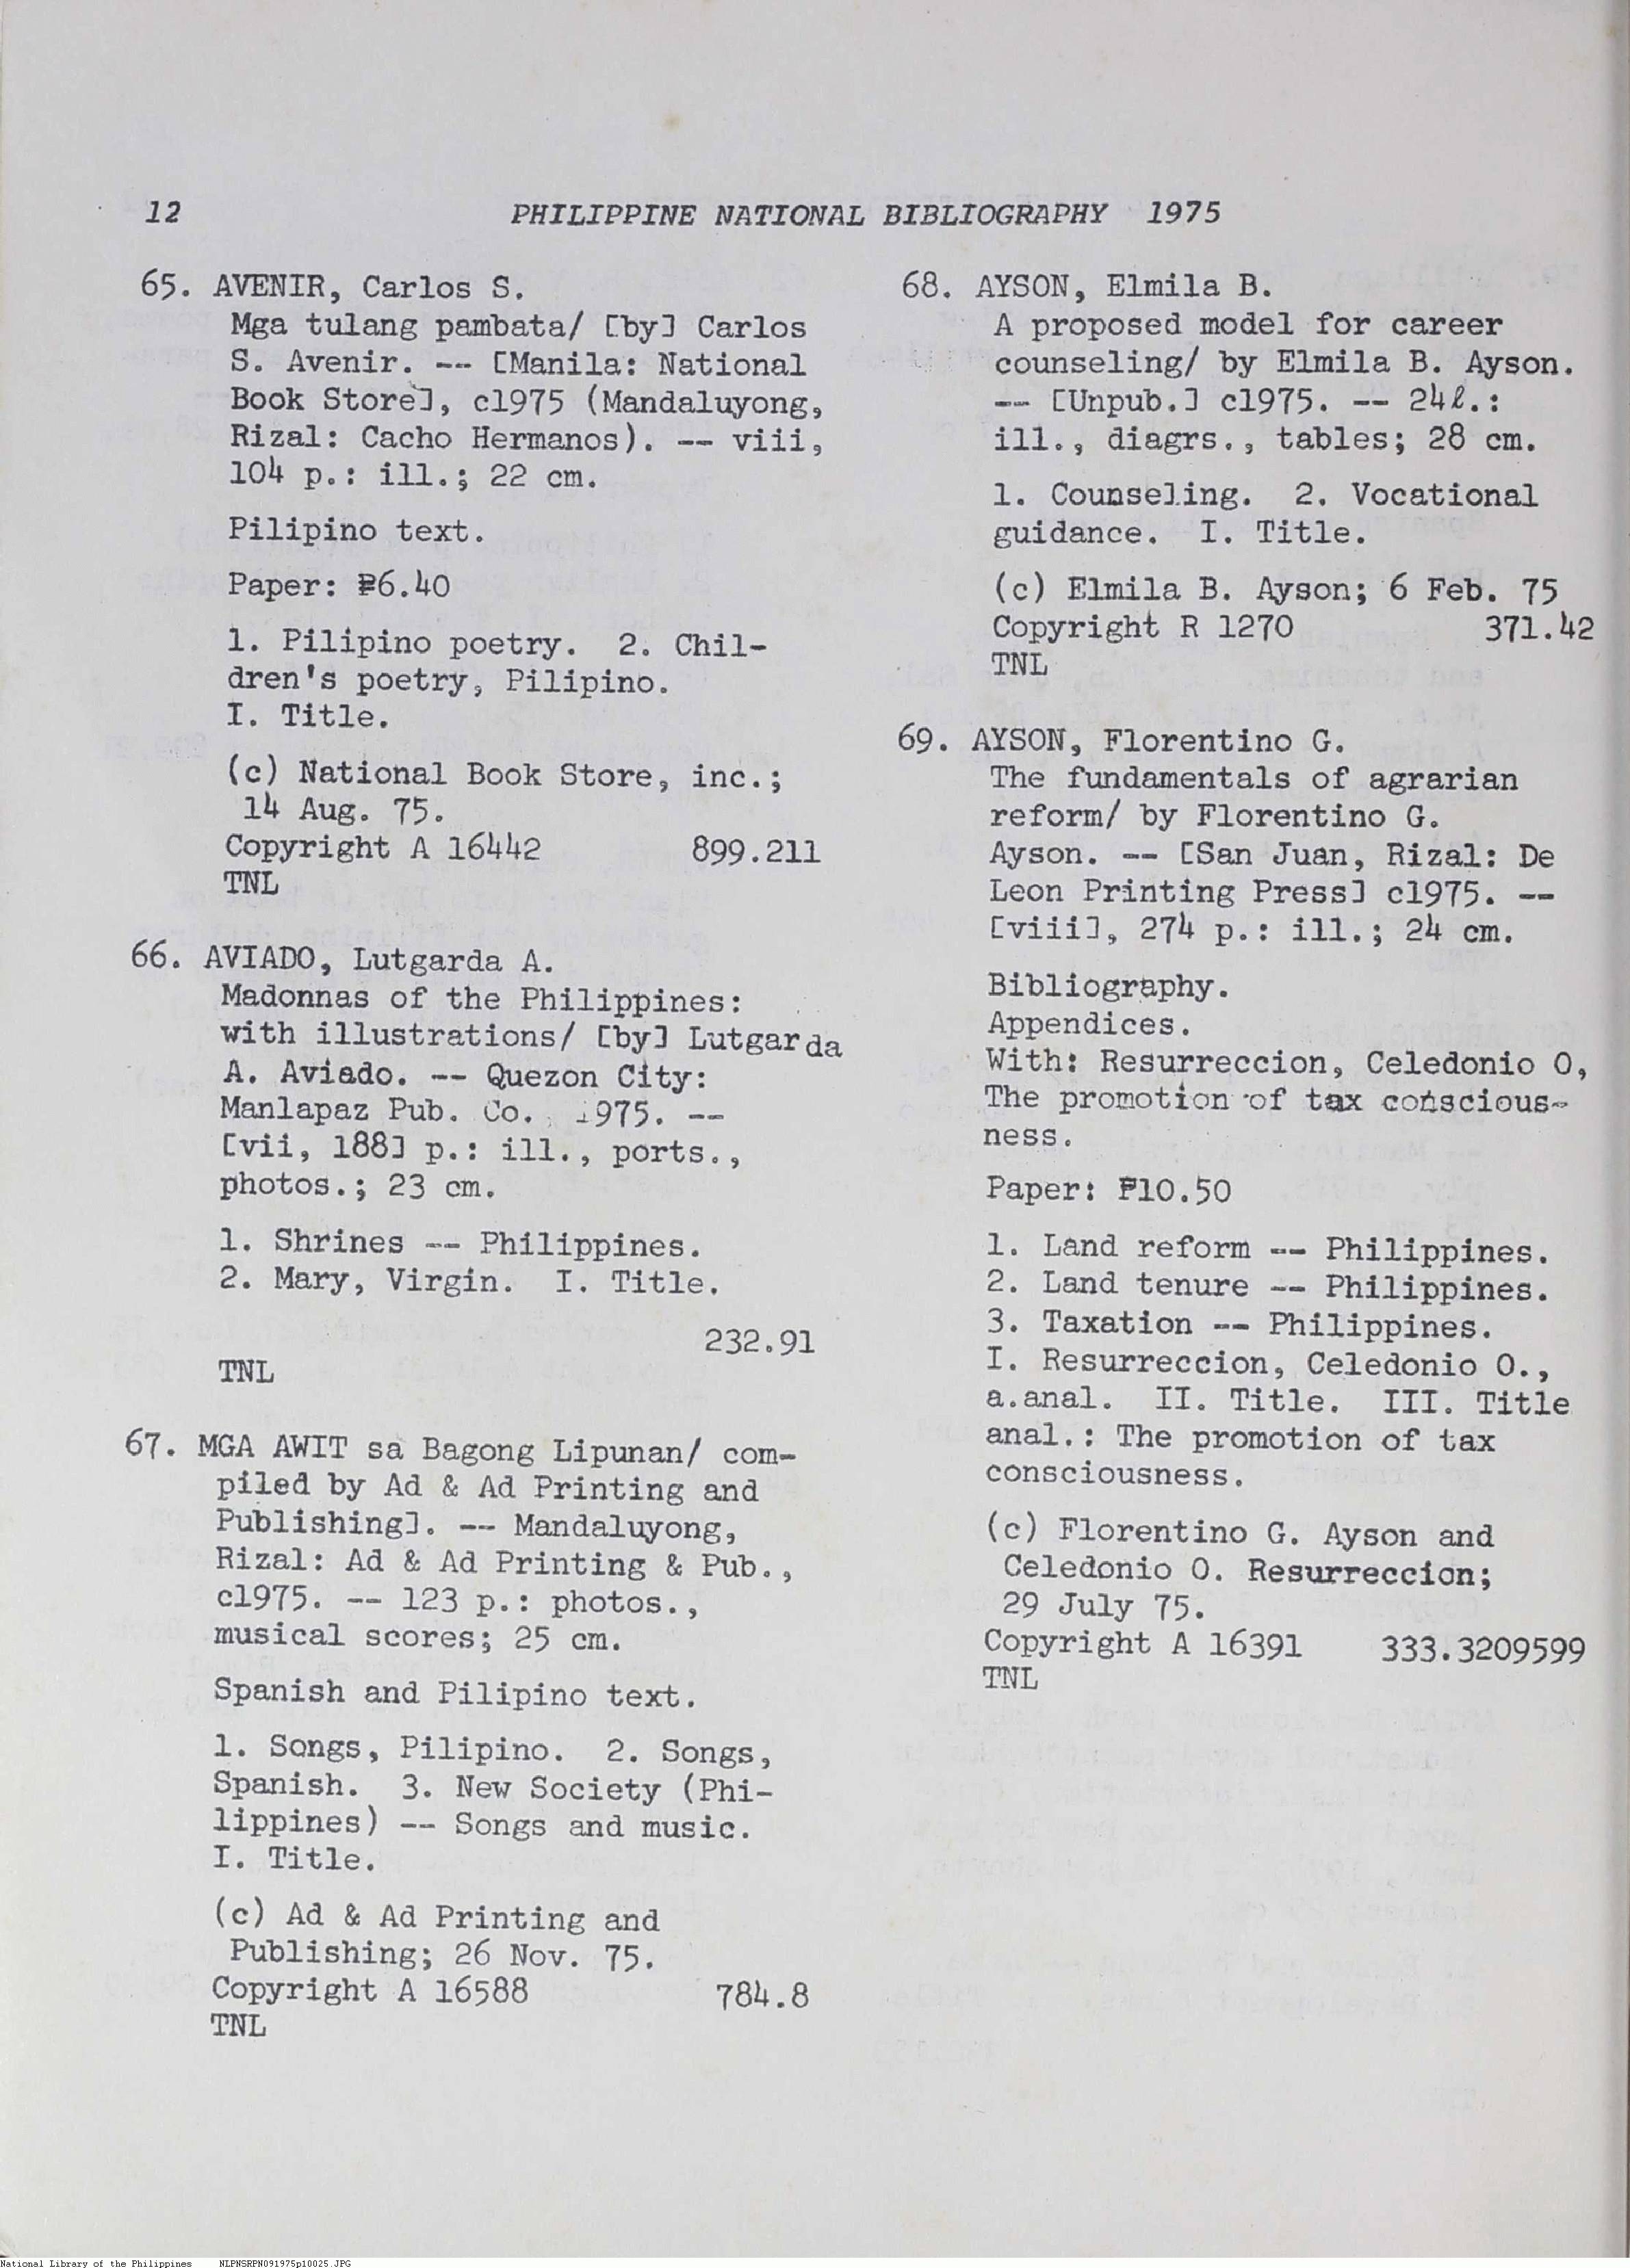 12 PHILIPPINE NATIONAL BIBLIOGRAPHY 1975
65. AVENIR, Carlos S.
Mga tulang pambata/ [by] Carlos
S. Avenir. -- [Manila: National
Book Store], c1975 (Mandaluyong,
Rizal: Cacho Hermanos). -- viii,
104 p.: ill.; 22 cm.
Pilipino text.
Paper: ₱6.40
1. Pilipino poetry. 2. Chil-
dren's poetry, Pilipino.
I. Title.
(c) National Book Store, inc.;
14 Aug. 75.
Copyright A 16442 899.211
TNL
66. AVIADO, Lutgarda A.
Madonnas of the Philippines:
with illustrations/ [by] Lutgarda
A. Aviado. -- Quezon City:
Manlapaz Pub. Co. 1975. --
[vii, 188] p.: ill., ports.,
photos.; 23 cm.
1. Shrines -- Philippines.
2. Mary, Virgin. I. Title.
232.91
TNL
67. MGA AWIT sa Bagong Lipunan/ com-
piled by Ad & Ad Printing and
Publishing]. -- Mandaluyong,
Rizal: Ad & Ad Printing & Pub.,
c1975. -- 123 p.: photos.,
musical scores; 25 cm.
Spanish and Pilipino text.
1. Songs, Pilipino. 2. Songs,
Spanish. 3. New Society (Phi-
lippines) -- Songs and music.
I. Title.
(c) Ad & Ad Printing and
Publishing; 26 Nov. 75.
Copyright A 16588 784.8
TNL
68. AYSON, Elmila B.
A proposed model for career
counseling/ by Elmila B. Ayson.
-- [Unpub.] c1975. -- 24ℓ.:
ill., diagrs., tables; 28 cm.
1. Counseling. 2. Vocational
guidance. I. Title.
(c) Elmila B. Ayson; 6 Feb. 75
Copyright R 1270 371.42
TNL
69. AYSON, Florentino G.
The fundamentals of agrarian
reform/ by Florentino G.
Ayson. -- [San Juan, Rizal: De
Leon Printing Press] c1975. --
[viii], 274 p.: ill.; 24 cm.
Bibliography.
Appendices.
With: Resurreccion, Celedonio O,
The promotion of tax conscious-
ness.
Paper: ₱10.50
1. Land reform -- Philippines.
2. Land tenure -- Philippines.
3. Taxation -- Philippines.
I. Resurreccion, Celedonio O.,
a.anal. II. Title. III. Title
anal.: The promotion of tax
consciousness.
(c) Florentino G. Ayson and
Celedonio O. Resurreccion;
29 July 75.
Copyright A 16391 333.3209599
TNL
National Library of the Philippines NLPNSRPN091975p10025.JPG